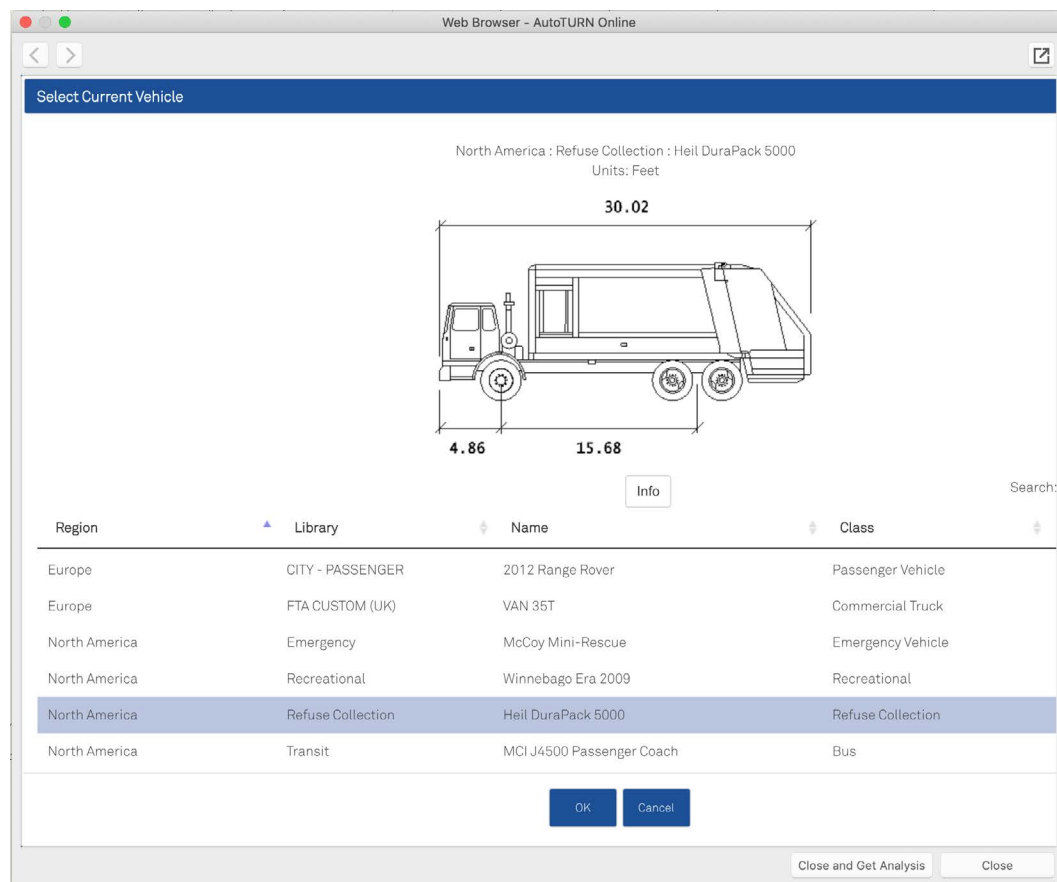 Web Browser - AutoTURN Online
Select Current Vehicle
North America : Refuse Collection : Heil DuraPack 5000
Units: Feet
30.02
4.86 15.68
Info
Search:
Region Library Name Class
Europe CITY - PASSENGER 2012 Range Rover Passenger Vehicle
Europe FTA CUSTOM (UK) VAN 35T Commercial Truck
North America Emergency McCoy Mini-Rescue Emergency Vehicle
North America Recreational Winnebago Era 2009 Recreational
North America Refuse Collection Heil DuraPack 5000 Refuse Collection
North America Transit MCI J4500 Passenger Coach Bus
OK Cancel
Close and Get Analysis Close